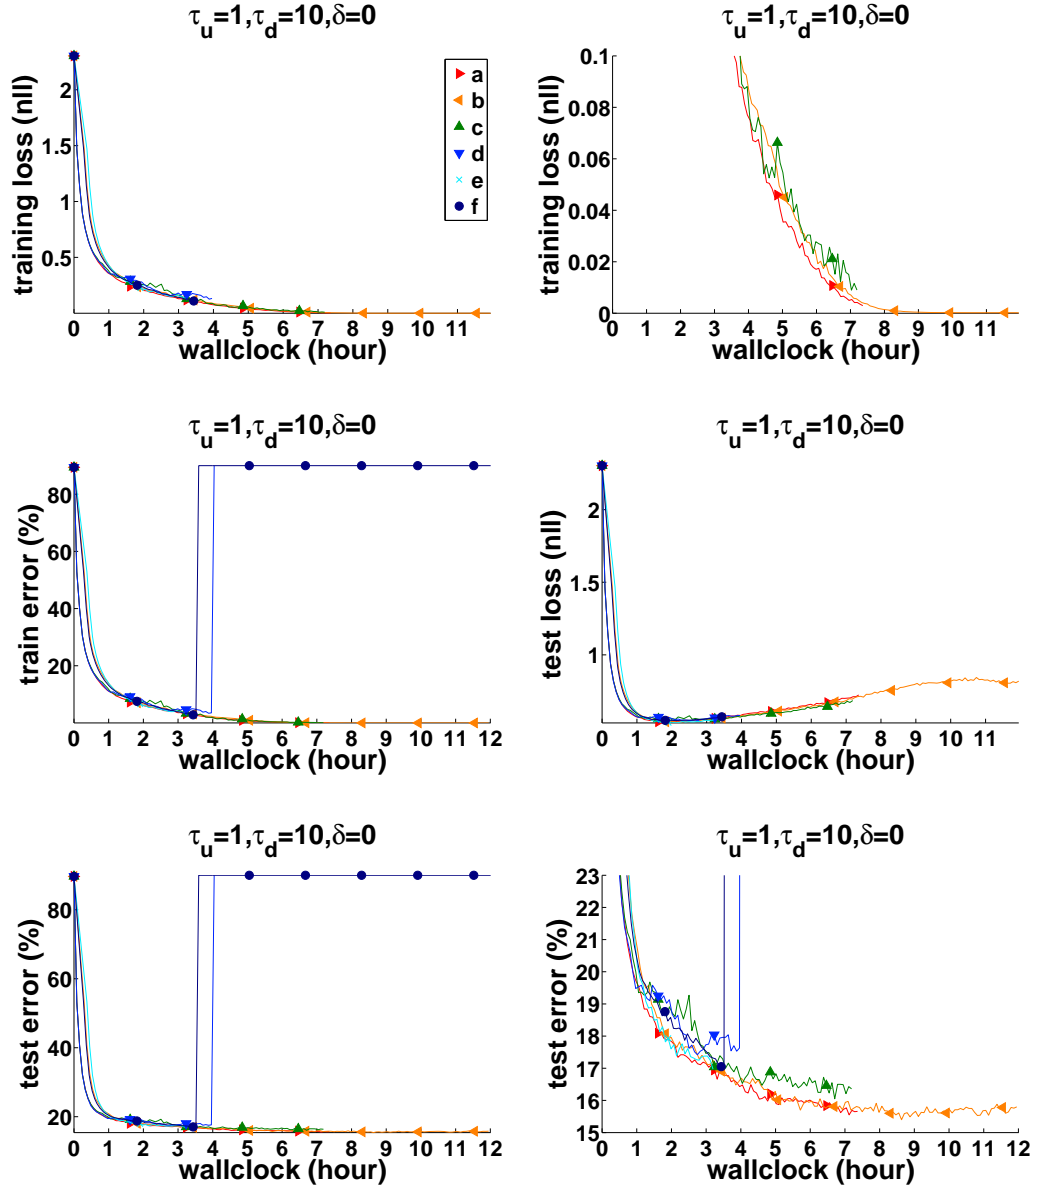 τu=1,τd=10,δ=0
training loss (nll)
2
1.5
1
0.5
0 1 2 3 4 5 6 7 8 9 10 11
wallclock (hour)
a
b
c
d
e
f
τu=1,τd=10,δ=0
training loss (nll)
0.1
0.08
0.06
0.04
0.02
0
0 1 2 3 4 5 6 7 8 9 10 11
wallclock (hour)
τu=1,τd=10,δ=0
train error (%)
80
60
40
20
0 1 2 3 4 5 6 7 8 9 10 11 12
wallclock (hour)
τu=1,τd=10,δ=0
test loss (nll)
2
1.5
1
0 1 2 3 4 5 6 7 8 9 10 11
wallclock (hour)
τu=1,τd=10,δ=0
test error (%)
80
60
40
20
0 1 2 3 4 5 6 7 8 9 10 11 12
wallclock (hour)
τu=1,τd=10,δ=0
test error (%)
23
22
21
20
19
18
17
16
15
0 1 2 3 4 5 6 7 8 9 10 11 12
wallclock (hour)